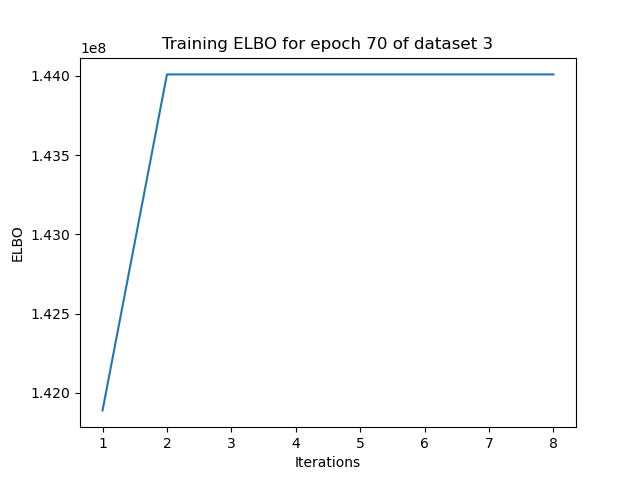 Training ELBO for epoch 70 of dataset 3
1e8
1.440
1.435
1.430
1.425
1.420
ELBO
1 2 3 4 5 6 7 8
Iterations